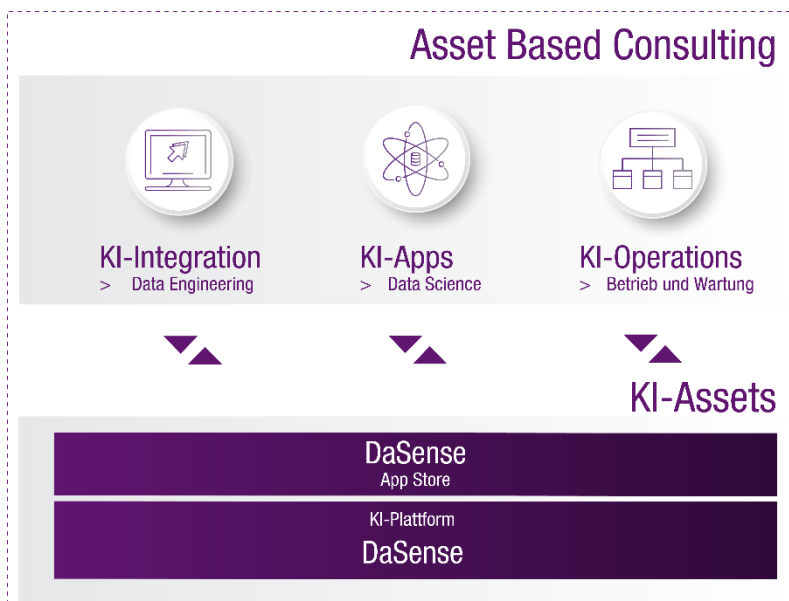 Asset Based Consulting
KI-Integration
> Data Engineering
KI-Apps
> Data Science
KI-Operations
> Betrieb und Wartung
KI-Assets
DaSense
App Store
KI-Plattform
DaSense